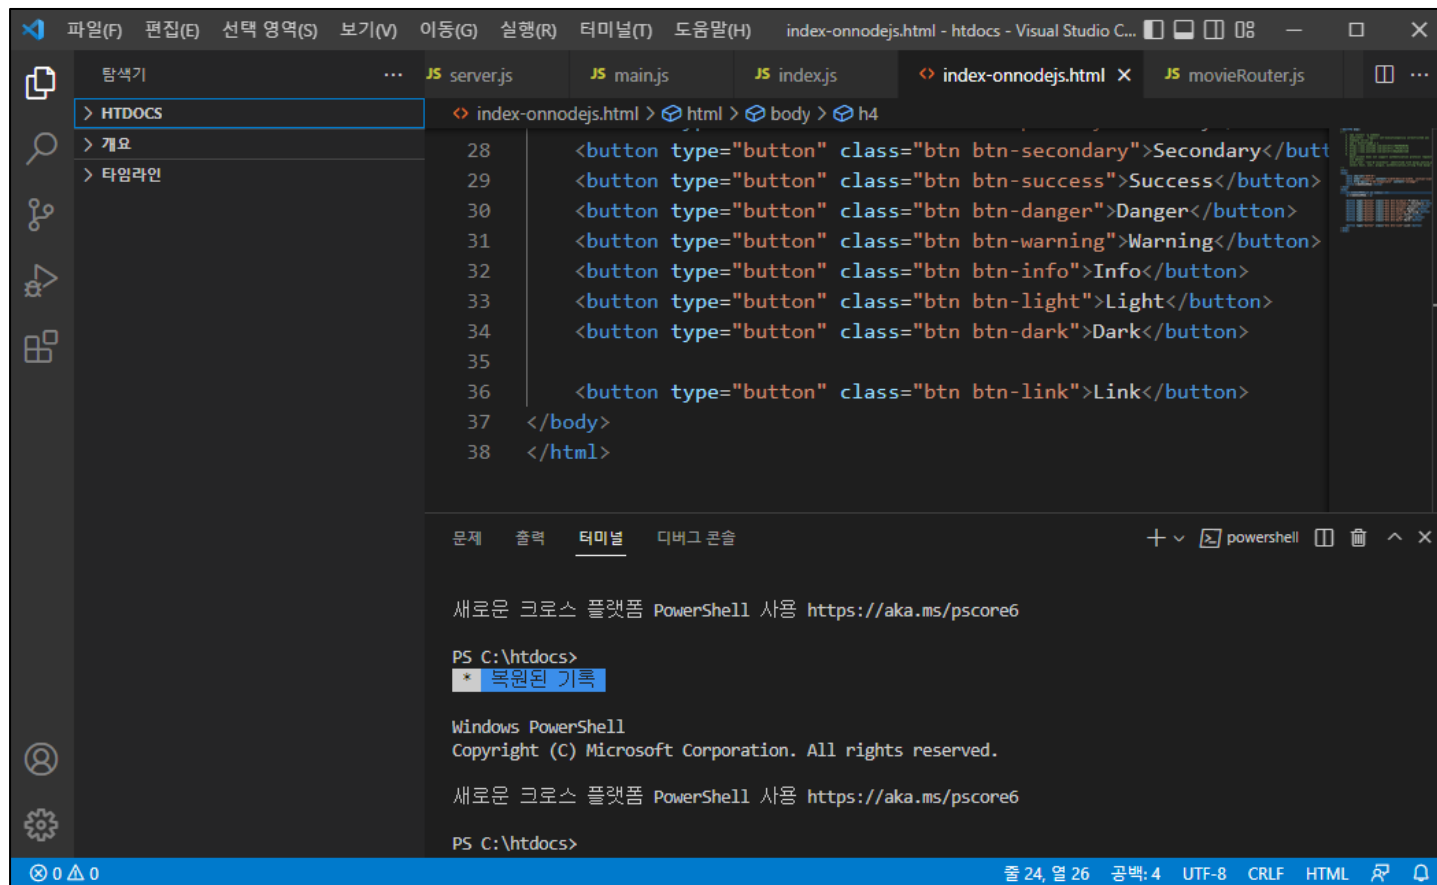 파일(F) 편집(E) 선택 영역(S) 보기(V) 이동(G) 실행(R) 터미널(T) 도움말(H) index-onnodejs.html - htdocs - Visual Studio C...
탐색기 ...
JS server.js JS main.js JS index.js <> index-onnodejs.html × JS movieRouter.js ...
> HTDOCS
> 개요
> 타임라인
<> index-onnodejs.html > html > body > h4
28 <button type="button" class="btn btn-secondary">Secondary</butt
29 <button type="button" class="btn btn-success">Success</button>
30 <button type="button" class="btn btn-danger">Danger</button>
31 <button type="button" class="btn btn-warning">Warning</button>
32 <button type="button" class="btn btn-info">Info</button>
33 <button type="button" class="btn btn-light">Light</button>
34 <button type="button" class="btn btn-dark">Dark</button>
35
36 <button type="button" class="btn btn-link">Link</button>
37 </body>
38 </html>
문제 출력 터미널 디버그 콘솔 powershell
새로운 크로스 플랫폼 PowerShell 사용 https://aka.ms/pscore6
PS C:\htdocs>
* 복원된 기록
Windows PowerShell
Copyright (C) Microsoft Corporation. All rights reserved.
새로운 크로스 플랫폼 PowerShell 사용 https://aka.ms/pscore6
PS C:\htdocs>
0 0 줄 24, 열 26 공백: 4 UTF-8 CRLF HTML